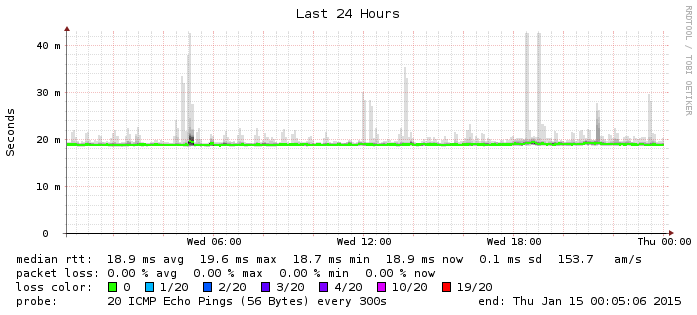 Last 24 Hours
RRDTOOL / TOBI OETIKER
Seconds
40 m
30 m
20 m
10 m
0
Wed 06:00 Wed 12:00 Wed 18:00 Thu 00:00
median rtt: 18.9 ms avg 19.6 ms max 18.7 ms min 18.9 ms now 0.1 ms sd 153.7 am/s
packet loss: 0.00 % avg 0.00 % max 0.00 % min 0.00 % now
loss color: 0 1/20 2/20 3/20 4/20 10/20 19/20
probe: 20 ICMP Echo Pings (56 Bytes) every 300s end: Thu Jan 15 00:05:06 2015